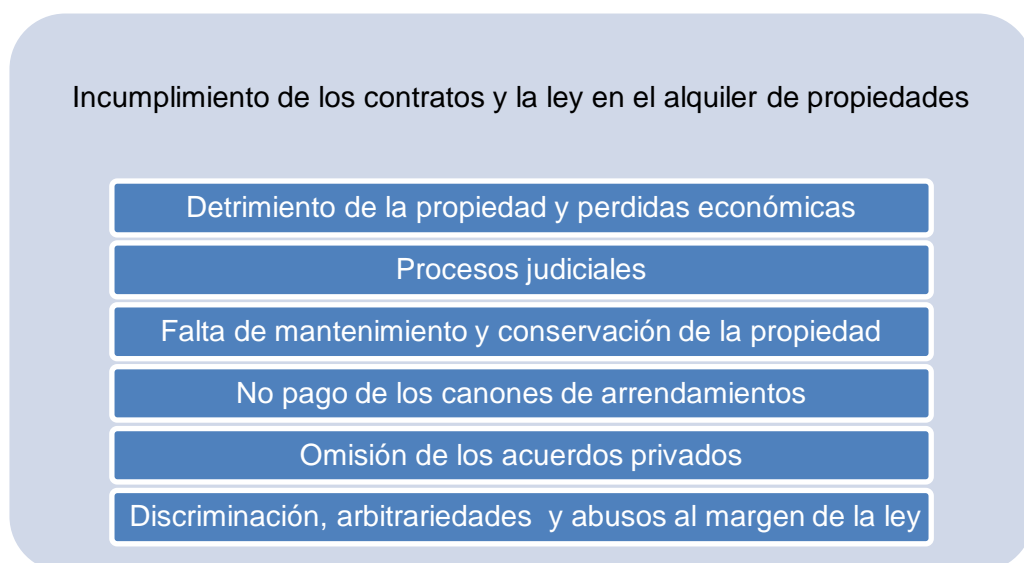 Incumplimiento de los contratos y la ley en el alquiler de propiedades
Detrimiento de la propiedad y perdidas económicas
Procesos judiciales
Falta de mantenimiento y conservación de la propiedad
No pago de los canones de arrendamientos
Omisión de los acuerdos privados
Discriminación, arbitrariedades  y abusos al margen de la ley